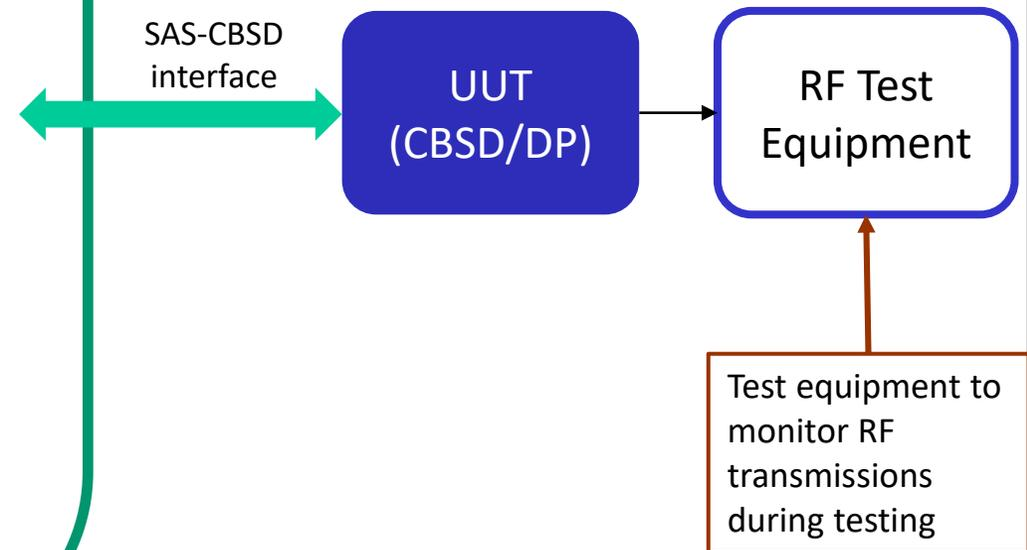 SAS-CBSD
interface
UUT
(CBSD/DP)
RF Test
Equipment
Test equipment to
monitor RF
transmissions
during testing